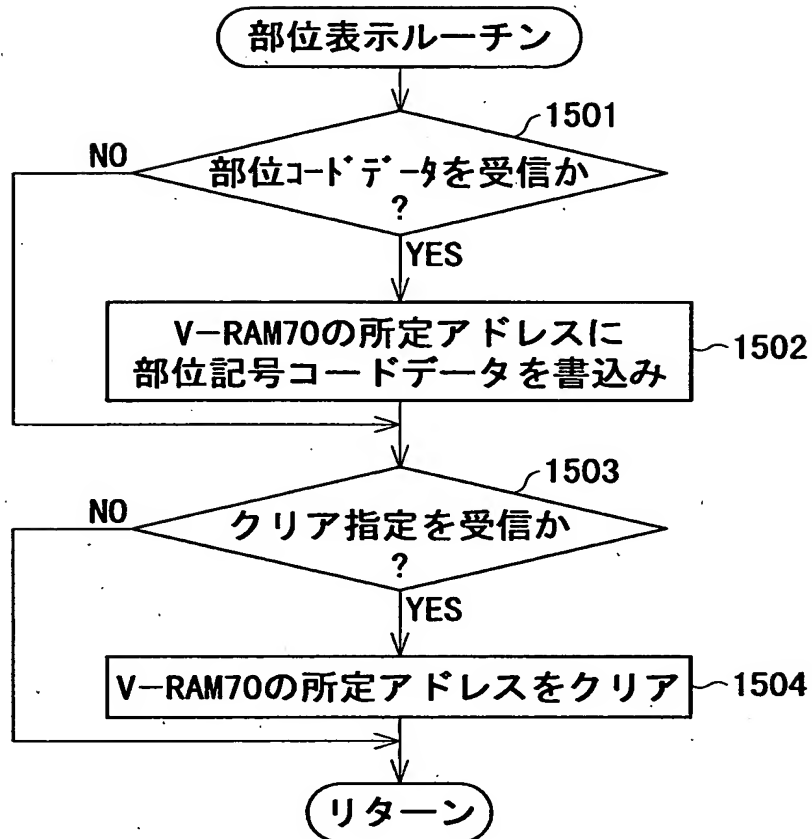 部位表示ルーチン
1501
NO
部位ｺｰﾄﾞﾃﾞｰﾀを受信か
?
YES
V-RAM70の所定アドレスに
部位記号コードデータを書込み
1502
1503
NO
クリア指定を受信か
?
YES
V-RAM70の所定アドレスをクリア
1504
リターン